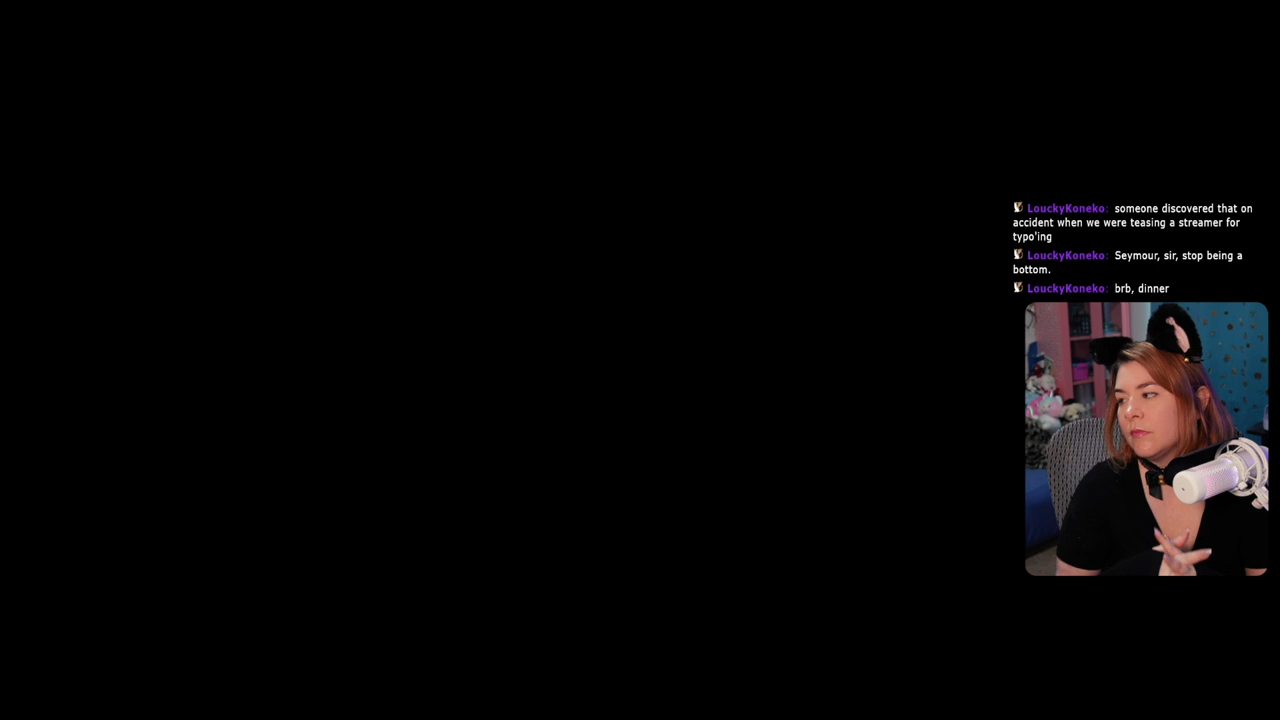 LouckyKoneko: someone discovered that on
accident when we were teasing a streamer for
typo'ing
LouckyKoneko: Seymour, sir, stop being a
bottom.
LouckyKoneko: brb, dinner